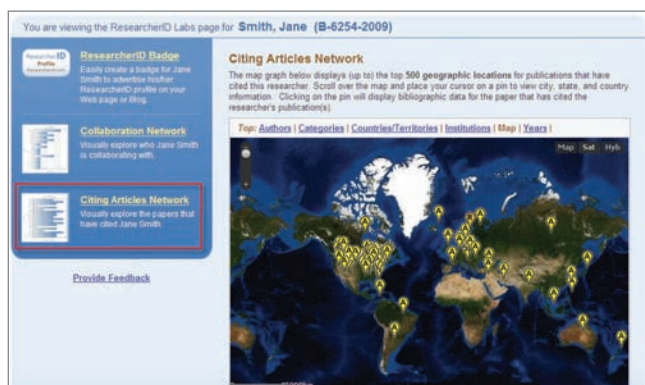 You are viewing the ResearcherID Labs page for Smith, Jane (B-6254-2009)
ResearcherID
Profile
ResearcherID Badge
Easily create a badge for Jane
Smith to advertise his/her
ResearcherID profile on your
Web page or Blog.
Collaboration Network
Visually explore who Jane Smith
is collaborating with.
Citing Articles Network
Visually explore the papers that
have cited Jane Smith.
Provide Feedback
Citing Articles Network
The map graph below displays (up to) the top 500 geographic locations for publications that have
cited this researcher. Scroll over the map and place your cursor on a pin to view city, state, and country
information. Clicking on the pin will display bibliographic data for the paper that has cited the
researcher's publication(s).
Top: Authors | Categories | Countries/Territories | Institutions | Map | Years |
Map Sat Hyb